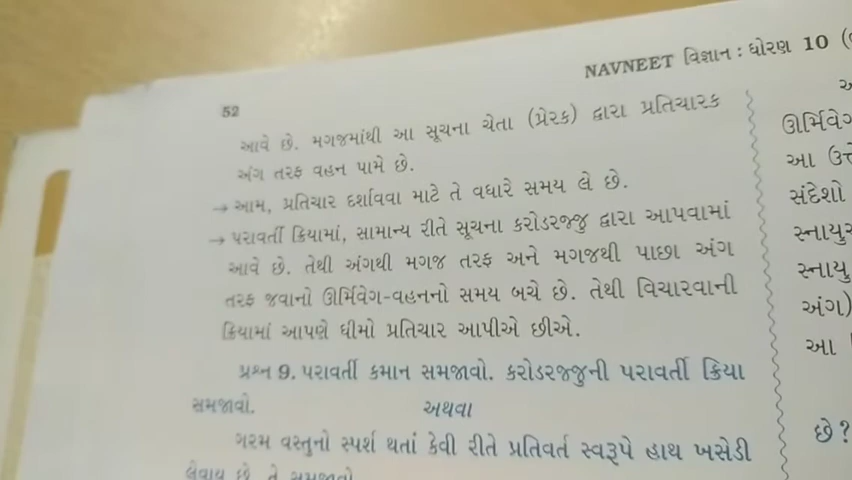 NAVNEET વિજ્ઞાન : ધોરણ 10
52
આવે છે. મગજમાંથી આ સૂચના ચેતા (પ્રેરક) દ્વારા પ્રતિચારક
અંગ તરફ વહન પામે છે.
→ આમ, પ્રતિચાર દર્શાવવા માટે તે વધારે સમય લે છે.
→ પરાવર્તી ક્રિયામાં, સામાન્ય રીતે સૂચના કરોડરજ્જુ દ્વારા આપવામાં
આવે છે. તેથી અંગથી મગજ તરફ અને મગજથી પાછા અંગ
તરફ જવાનો ઊર્મિવેગ-વહનનો સમય બચે છે. તેથી વિચારવાની
ક્રિયામાં આપણે ધીમો પ્રતિચાર આપીએ છીએ.
પ્રશ્ન 9. પરાવર્તી કમાન સમજાવો. કરોડરજ્જુની પરાવર્તી ક્રિયા
સમજાવો.
અથવા
ગરમ વસ્તુનો સ્પર્શ થતાં કેવી રીતે પ્રતિવર્ત સ્વરૂપે હાથ ખસેડી
લેવાય છે તે સમજાવો
ઊર્મિવેગ
આ
સંદેશો
સ્નાયુ
અંગ)
આ
છે?